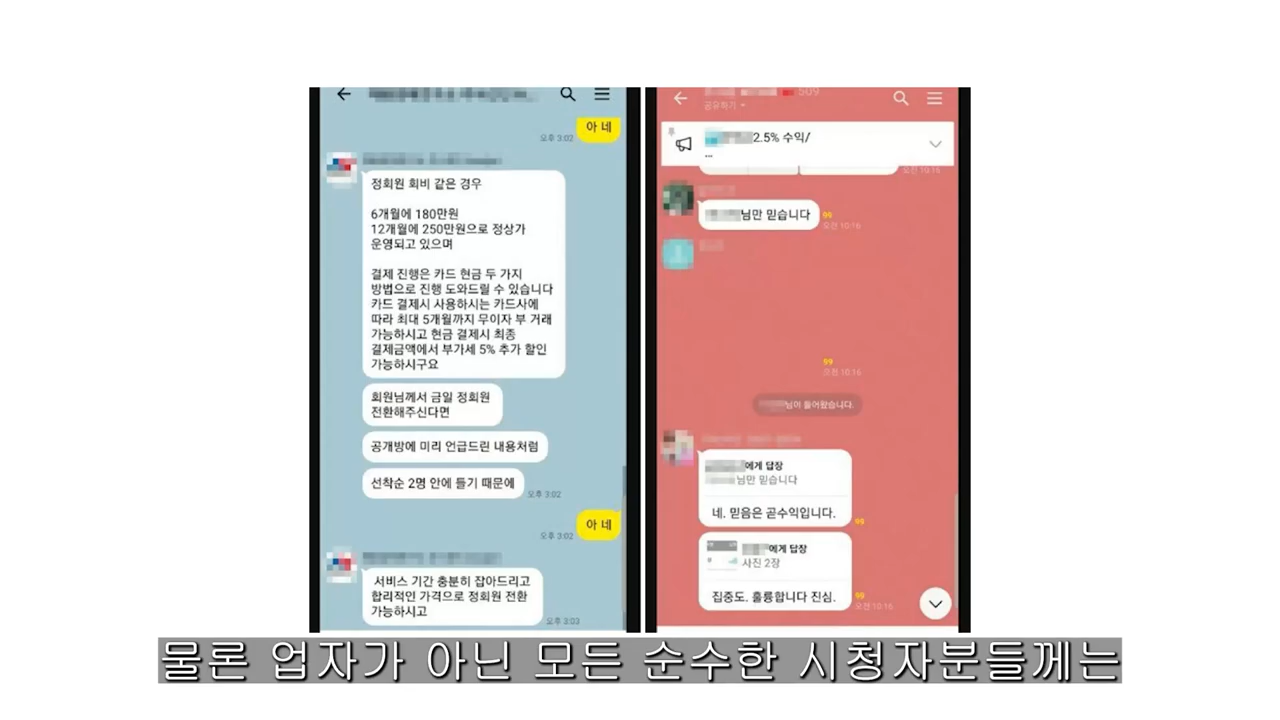 아 네
오후 3:02
정회원 회비 같은 경우
6개월에 180만원
12개월에 250만원으로 정상가
운영되고 있으며
결제 진행은 카드 현금 두 가지
방법으로 진행 도와드릴 수 있습니다
카드 결제시 사용하시는 카드사에
따라 최대 5개월까지 무이자 부 거래
가능하시고 현금 결제시 최종
결제금액에서 부가세 5% 추가 할인
가능하시구요
회원님께서 금일 정회원
전환해주신다면
공개방에 미리 언급드린 내용처럼
선착순 2명 안에 들기 때문에
오후 3:02
아 네
오후 3:02
서비스 기간 충분히 잡아드리고
합리적인 가격으로 정회원 전환
가능하시고
오후 3:03
509
공유하기
2.5% 수익/
...
오전 10:16
님만 믿습니다
99
오전 10:16
99
오전 10:16
님이 들어왔습니다.
에게 답장
님만 믿습니다
네. 믿음은 곧수익입니다.
99
에게 답장
사진 2장
집중도. 훌륭합니다 진심.
99
오전 10:16
물론 업자가 아닌 모든 순수한 시청자분들께는